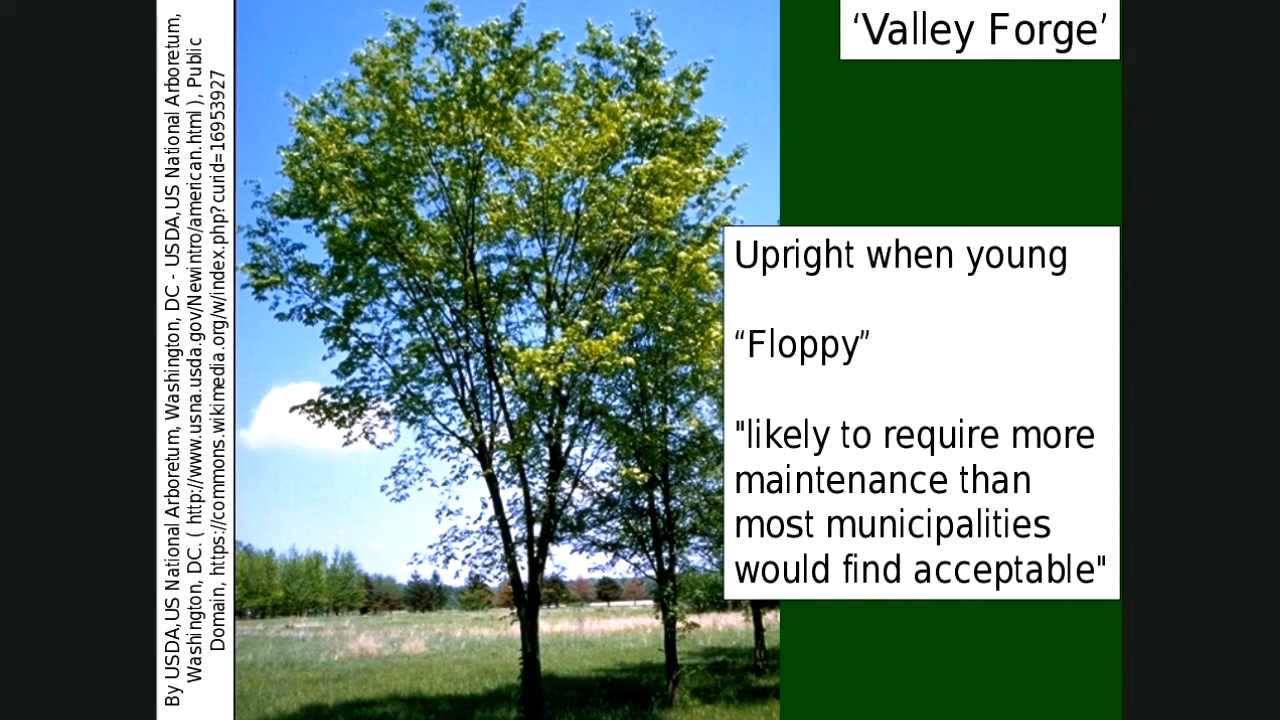 ‘Valley Forge’
Upright when young
“Floppy”
"likely to require more
maintenance than
most municipalities
would find acceptable"
By USDA,US National Arboretum, Washington, DC - USDA,US National Arboretum,
Washington, DC. ( http://www.usna.usda.gov/Newintro/american.html ), Public
Domain, https://commons.wikimedia.org/w/index.php?curid=16953927